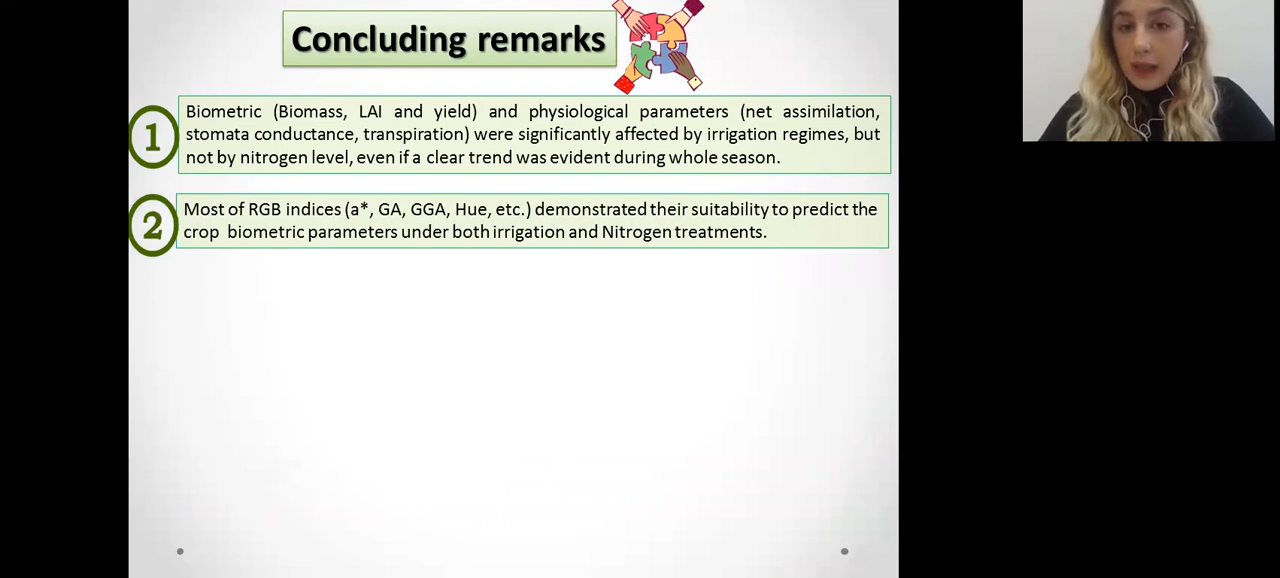 Concluding remarks
1
Biometric (Biomass, LAI and yield) and physiological parameters (net assimilation,
stomata conductance, transpiration) were significantly affected by irrigation regimes, but
not by nitrogen level, even if a clear trend was evident during whole season.
2
Most of RGB indices (a*, GA, GGA, Hue, etc.) demonstrated their suitability to predict the
crop biometric parameters under both irrigation and Nitrogen treatments.